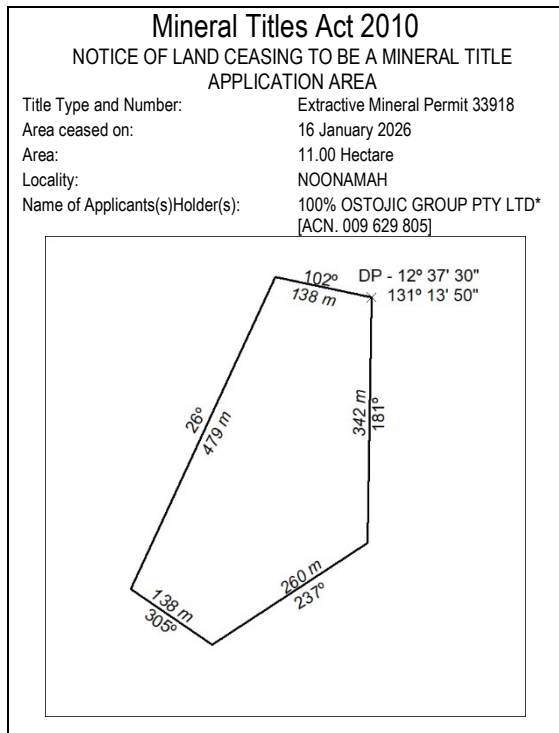 Mineral Titles Act 2010
NOTICE OF LAND CEASING TO BE A MINERAL TITLE
APPLICATION AREA
Title Type and Number: Extractive Mineral Permit 33918
Area ceased on: 16 January 2026
Area: 11.00 Hectare
Locality: NOONAMAH
Name of Applicants(s)Holder(s): 100% OSTOJIC GROUP PTY LTD*
[ACN. 009 629 805]
102º
138 m
DP - 12º 37' 30"
131º 13' 50"
342 m
181º
26º
479 m
260 m
237º
138 m
305º